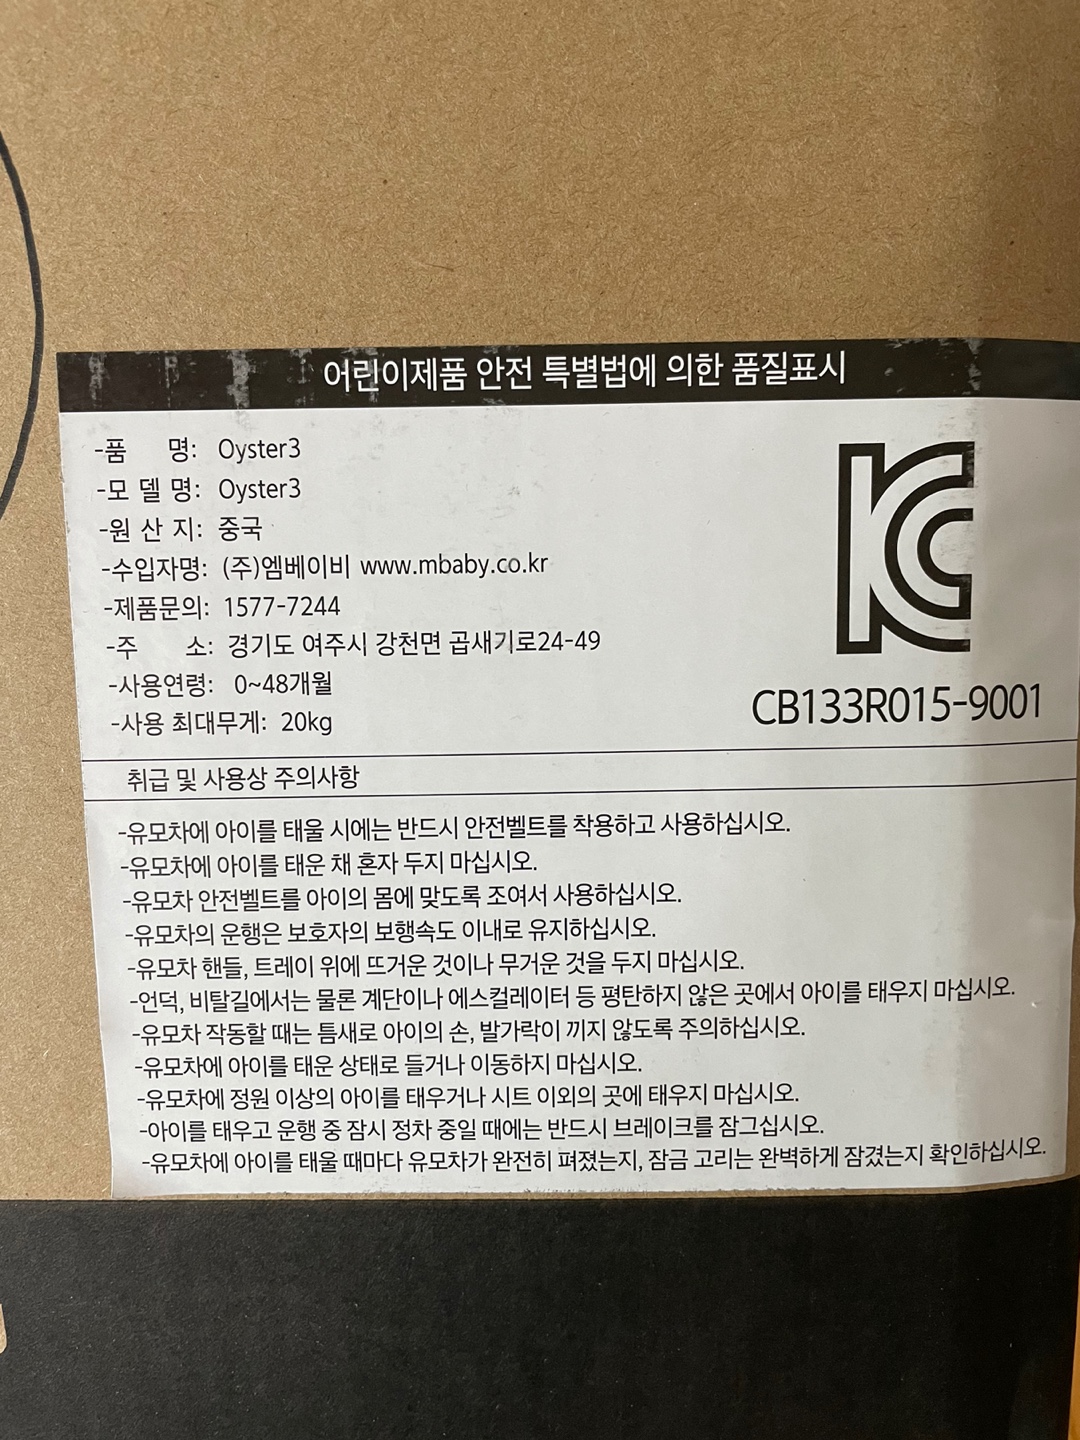 어린이제품 안전 특별법에 의한 품질표시
-품 명: Oyster3
-모 델 명: Oyster3
-원 산 지: 중국
-수입자명: (주)엠베이비 www.mbaby.co.kr
-제품문의: 1577-7244
-주 소: 경기도 여주시 강천면 곱새기로24-49
-사용연령: 0~48개월
-사용 최대무게: 20kg
KC
CB133R015-9001
취급 및 사용상 주의사항
-유모차에 아이를 태울 시에는 반드시 안전벨트를 착용하고 사용하십시오.
-유모차에 아이를 태운 채 혼자 두지 마십시오.
-유모차 안전벨트를 아이의 몸에 맞도록 조여서 사용하십시오.
-유모차의 운행은 보호자의 보행속도 이내로 유지하십시오.
-유모차 핸들, 트레이 위에 뜨거운 것이나 무거운 것을 두지 마십시오.
-언덕, 비탈길에서는 물론 계단이나 에스컬레이터 등 평탄하지 않은 곳에서 아이를 태우지 마십시오.
-유모차 작동할 때는 틈새로 아이의 손, 발가락이 끼지 않도록 주의하십시오.
-유모차에 아이를 태운 상태로 들거나 이동하지 마십시오.
-유모차에 정원 이상의 아이를 태우거나 시트 이외의 곳에 태우지 마십시오.
-아이를 태우고 운행 중 잠시 정차 중일 때에는 반드시 브레이크를 잠그십시오.
-유모차에 아이를 태울 때마다 유모차가 완전히 펴졌는지, 잠금 고리는 완벽하게 잠겼는지 확인하십시오.